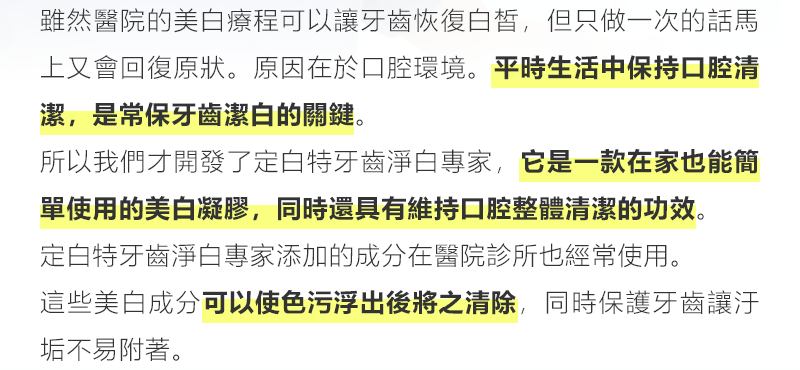 雖然醫院的美白療程可以讓牙齒恢復白皙，但只做一次的話馬
上又會回復原狀。原因在於口腔環境。平時生活中保持口腔清
潔，是常保牙齒潔白的關鍵。
所以我們才開發了定白特牙齒淨白專家，它是一款在家也能簡
單使用的美白凝膠，同時還具有維持口腔整體清潔的功效。
定白特牙齒淨白專家添加的成分在醫院診所也經常使用。
這些美白成分可以使色污浮出後將之清除，同時保護牙齒讓汙
垢不易附著。